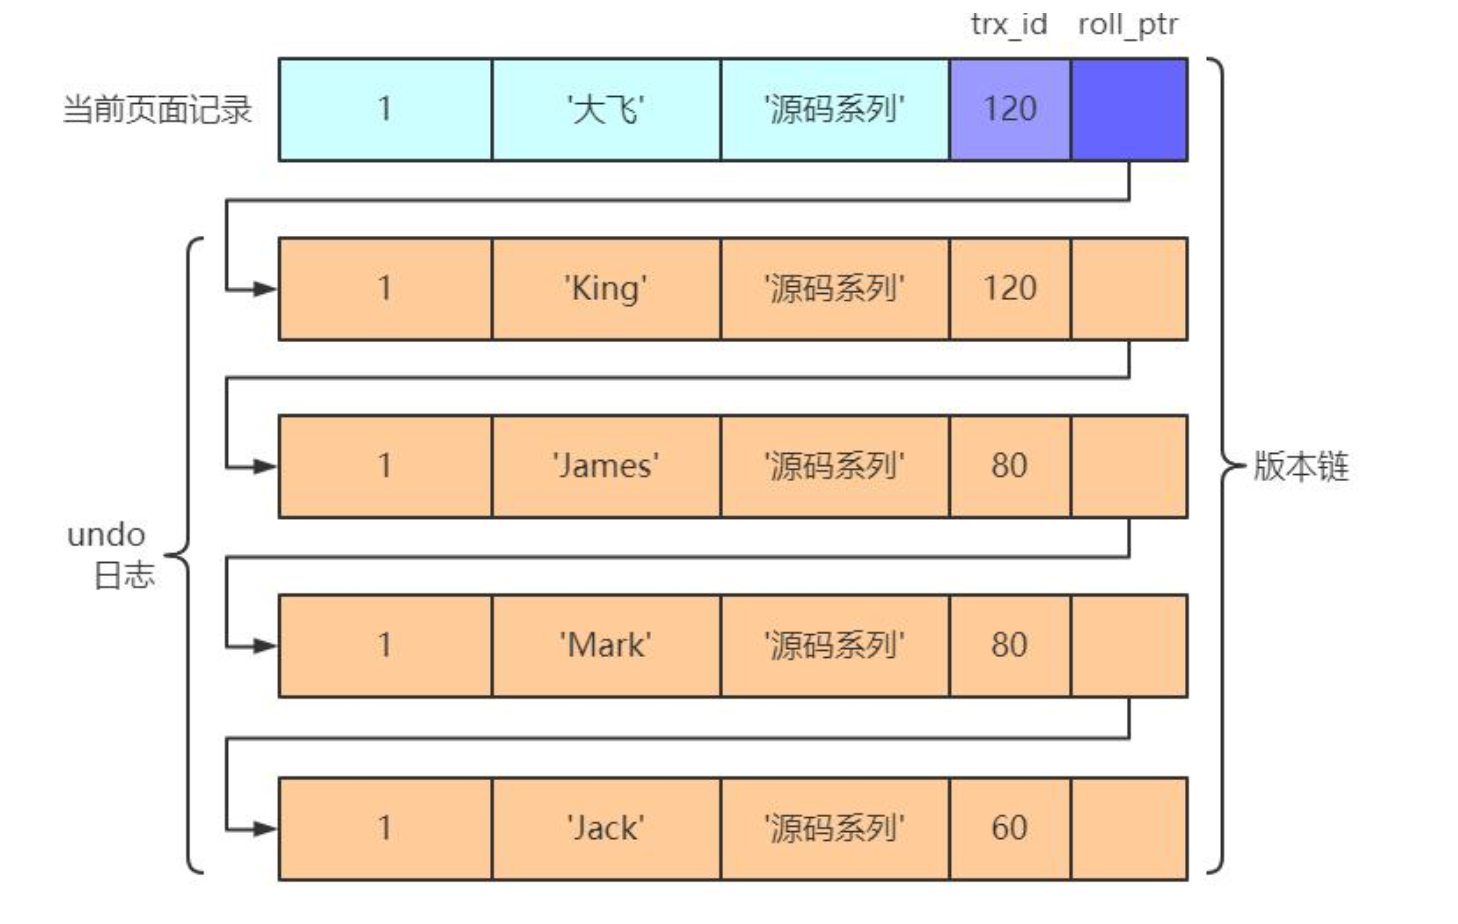 trx_id roll_ptr
当前页面记录 1 '大飞' '源码系列' 120
1 'King' '源码系列' 120
1 'James' '源码系列' 80
版本链
undo
日志
1 'Mark' '源码系列' 80
1 'Jack' '源码系列' 60